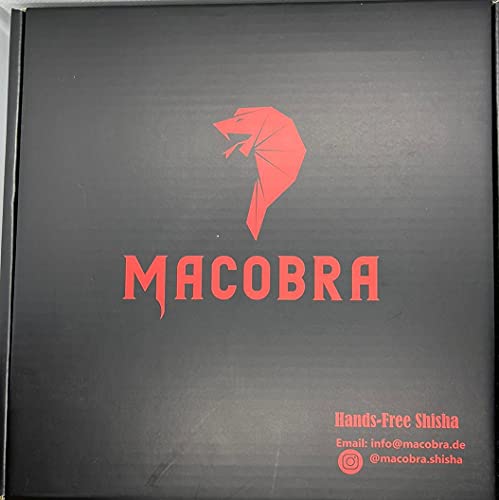 MACOBRA
Hands-Free Shisha
Email: info@macobra.de
@macobra.shisha